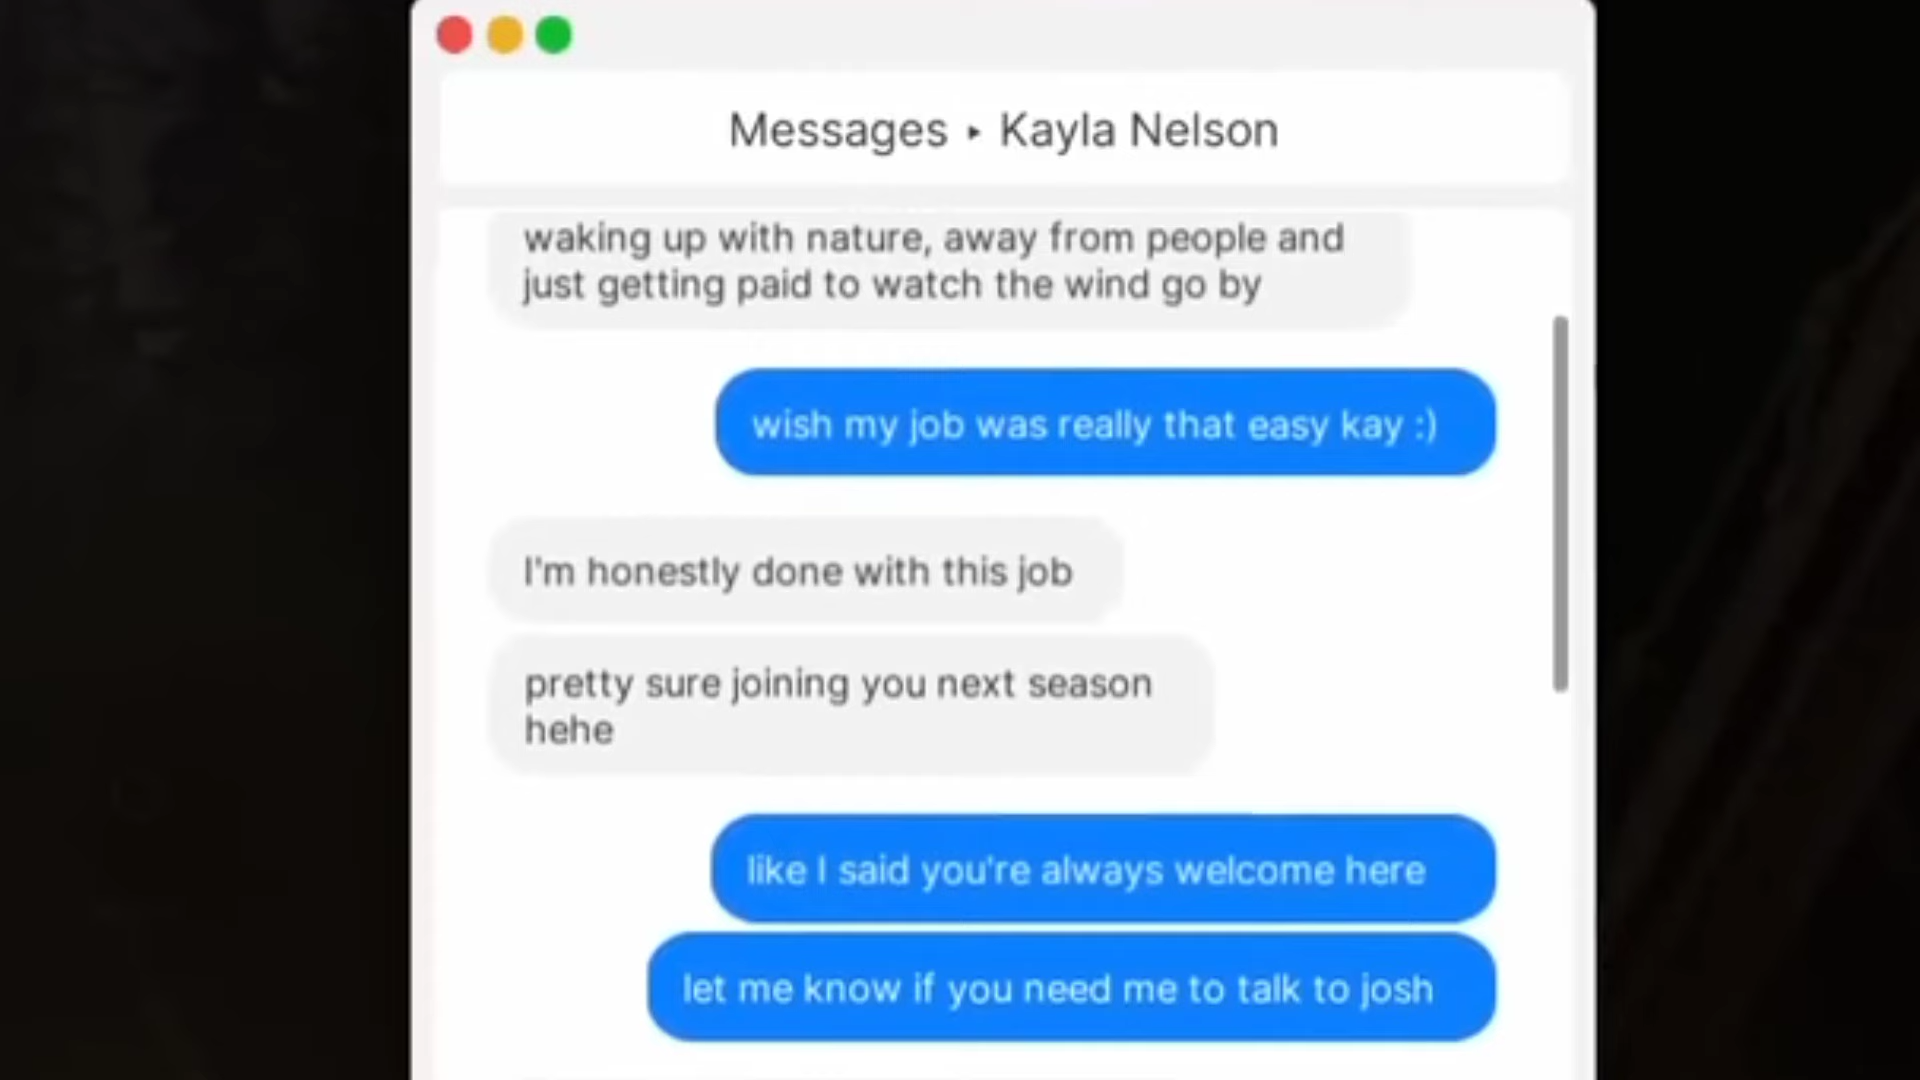 Messages ‣ Kayla Nelson
waking up with nature, away from people and
just getting paid to watch the wind go by
wish my job was really that easy kay :)
I'm honestly done with this job
pretty sure joining you next season
hehe
like I said you're always welcome here
let me know if you need me to talk to josh